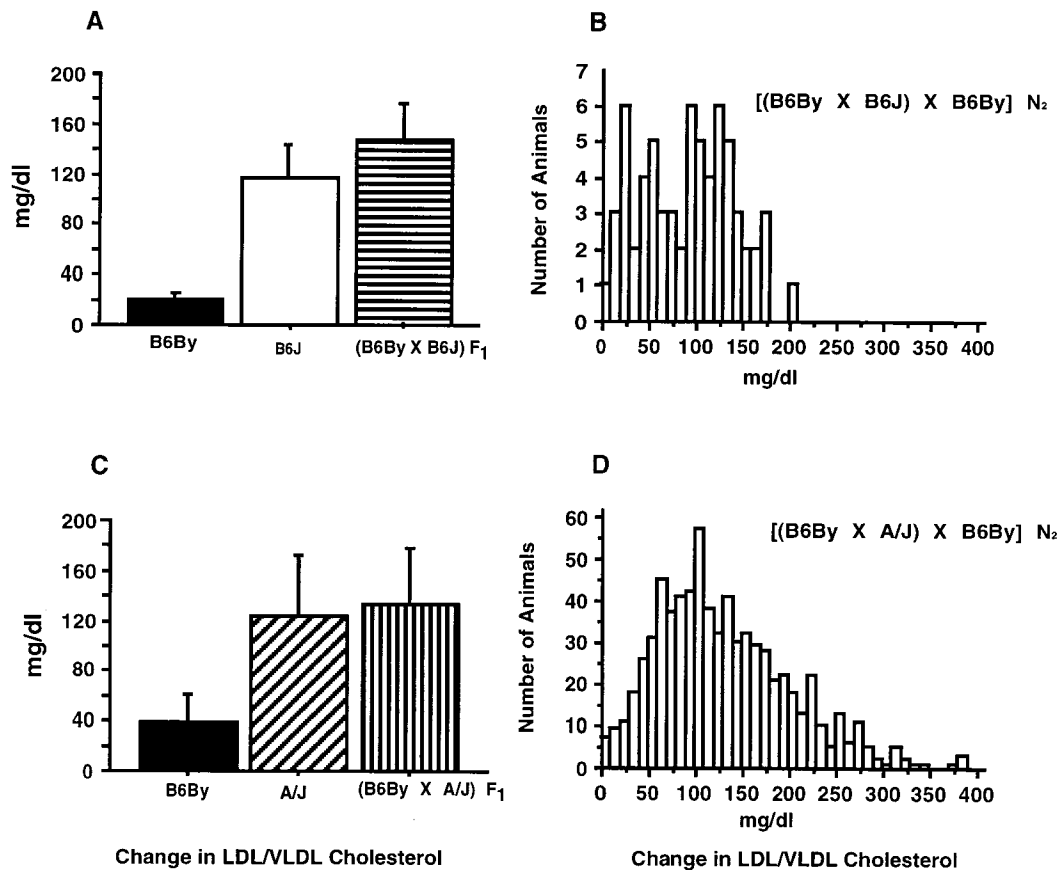 A
200
160
120
80
40
0
mg/dl
B6By
B6J
(B6By X B6J) F1
B
[(B6By X B6J) X B6By] N2
7
6
5
4
3
2
1
0
Number of Animals
0 50 100 150 200 250 300 350 400
mg/dl
C
200
160
120
80
40
0
mg/dl
B6By
A/J
(B6By X A/J) F1
Change in LDL/VLDL Cholesterol
D
[(B6By X A/J) X B6By] N2
60
50
40
30
20
10
0
Number of Animals
0 50 100 150 200 250 300 350 400
mg/dl
Change in LDL/VLDL Cholesterol